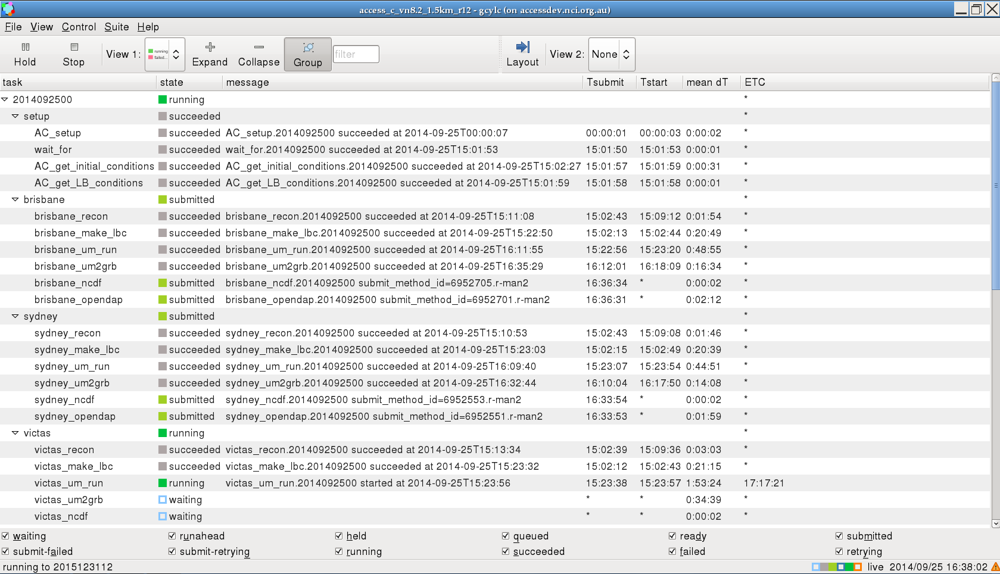 access_c_vn8.2_1.5km_r12 - gcylc (on accessdev.nci.org.au)
File View Control Suite Help
Hold Stop View 1: running failed... Expand Collapse Group filter Layout View 2: None
task state message Tsubmit Tstart mean dT ETC
2014092500 running *
setup succeeded *
AC_setup succeeded AC_setup.2014092500 succeeded at 2014-09-25T00:00:07 00:00:01 00:00:03 0:00:02 *
wait_for succeeded wait_for.2014092500 succeeded at 2014-09-25T15:01:53 15:01:50 15:01:53 0:00:01 *
AC_get_initial_conditions succeeded AC_get_initial_conditions.2014092500 succeeded at 2014-09-25T15:02:27 15:01:57 15:01:59 0:00:31 *
AC_get_LB_conditions succeeded AC_get_LB_conditions.2014092500 succeeded at 2014-09-25T15:01:59 15:01:58 15:01:58 0:00:01 *
brisbane submitted *
brisbane_recon succeeded brisbane_recon.2014092500 succeeded at 2014-09-25T15:11:08 15:02:43 15:09:12 0:01:54 *
brisbane_make_lbc succeeded brisbane_make_lbc.2014092500 succeeded at 2014-09-25T15:22:50 15:02:13 15:02:44 0:20:49 *
brisbane_um_run succeeded brisbane_um_run.2014092500 succeeded at 2014-09-25T16:11:55 15:22:56 15:23:20 0:48:55 *
brisbane_um2grb succeeded brisbane_um2grb.2014092500 succeeded at 2014-09-25T16:35:29 16:12:01 16:18:09 0:16:34 *
brisbane_ncdf submitted brisbane_ncdf.2014092500 submit_method_id=6952705.r-man2 16:36:34 * 0:00:02 *
brisbane_opendap submitted brisbane_opendap.2014092500 submit_method_id=6952701.r-man2 16:36:31 * 0:02:12 *
sydney submitted *
sydney_recon succeeded sydney_recon.2014092500 succeeded at 2014-09-25T15:10:53 15:02:43 15:09:08 0:01:46 *
sydney_make_lbc succeeded sydney_make_lbc.2014092500 succeeded at 2014-09-25T15:23:03 15:02:15 15:02:49 0:20:39 *
sydney_um_run succeeded sydney_um_run.2014092500 succeeded at 2014-09-25T16:09:40 15:23:07 15:23:54 0:44:51 *
sydney_um2grb succeeded sydney_um2grb.2014092500 succeeded at 2014-09-25T16:32:44 16:10:04 16:17:50 0:14:08 *
sydney_ncdf submitted sydney_ncdf.2014092500 submit_method_id=6952553.r-man2 16:33:54 * 0:00:02 *
sydney_opendap submitted sydney_opendap.2014092500 submit_method_id=6952551.r-man2 16:33:53 * 0:01:59 *
victas running *
victas_recon succeeded victas_recon.2014092500 succeeded at 2014-09-25T15:13:34 15:02:39 15:09:36 0:03:03 *
victas_make_lbc succeeded victas_make_lbc.2014092500 succeeded at 2014-09-25T15:23:32 15:02:12 15:02:43 0:21:15 *
victas_um_run running victas_um_run.2014092500 started at 2014-09-25T15:23:56 15:23:38 15:23:57 1:53:24 17:17:21
victas_um2grb waiting * * 0:34:39 *
victas_ncdf waiting * * 0:00:02 *
waiting runahead held queued ready submitted
submit-failed submit-retrying running succeeded failed retrying
running to 2015123112 live 2014/09/25 16:38:02